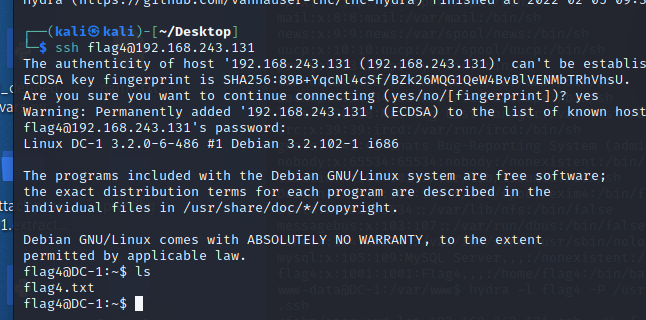 hydra (https://github.com/vanhauser-thc/thc-hydra) finished at 2022-02-05 09:3
┌──(kali㉿kali)-[~/Desktop]
└─$ ssh flag4@192.168.243.131
The authenticity of host '192.168.243.131 (192.168.243.131)' can't be establis
ECDSA key fingerprint is SHA256:89B+YqcNl4cSf/BZk26MQG1QeW4BvBlVENMbTRhVhsU.
Are you sure you want to continue connecting (yes/no/[fingerprint])? yes
Warning: Permanently added '192.168.243.131' (ECDSA) to the list of known host
flag4@192.168.243.131's password:
Linux DC-1 3.2.0-6-486 #1 Debian 3.2.102-1 i686
The programs included with the Debian GNU/Linux system are free software;
the exact distribution terms for each program are described in the
individual files in /usr/share/doc/*/copyright.
Debian GNU/Linux comes with ABSOLUTELY NO WARRANTY, to the extent
permitted by applicable law.
flag4@DC-1:~$ ls
flag4.txt
flag4@DC-1:~$